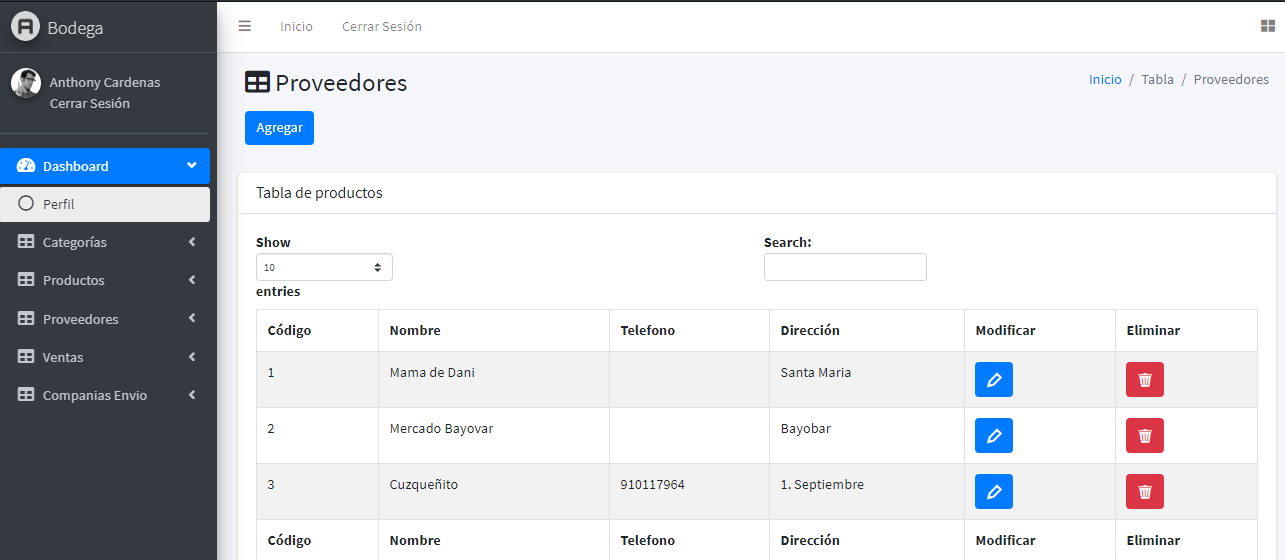 Bodega
Inicio Cerrar Sesión
Anthony Cardenas
Cerrar Sesión
Dashboard
Perfil
Categorías
Productos
Proveedores
Ventas
Companias Envio
Proveedores
Inicio / Tabla / Proveedores
Agregar
Tabla de productos
Show
10
entries
Search:
Código Nombre Telefono Dirección Modificar Eliminar
1 Mama de Dani Santa Maria
2 Mercado Bayovar Bayobar
3 Cuzqueñito 910117964 1. Septiembre
Código Nombre Telefono Dirección Modificar Eliminar